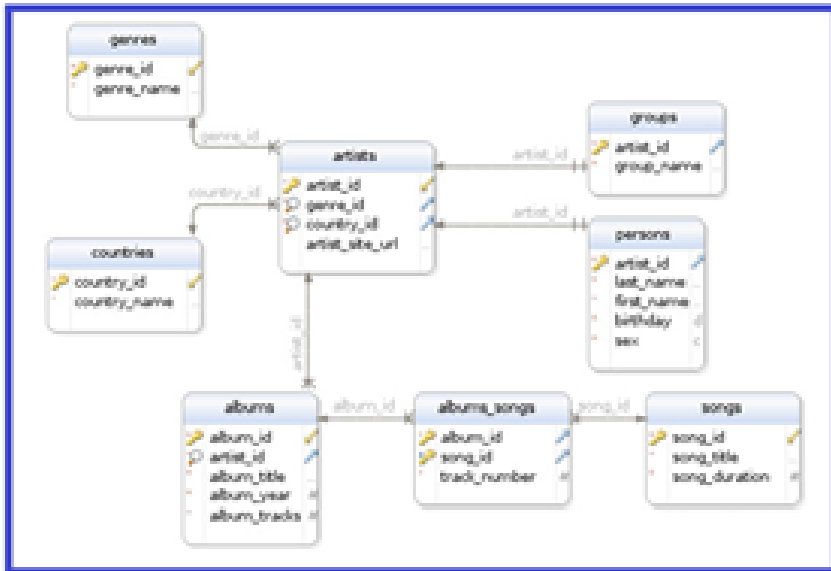 genres
genre_id
genre_name
genre_id
groups
artist_id
group_name
artist_id
artists
artist_id
genre_id
country_id
artist_site_url
country_id
artist_id
countries
country_id
country_name
persons
artist_id
last_name
first_name
birthday
sex
artist_id
albums
album_id
artist_id
album_title
album_year
album_tracks
album_id
albums_songs
album_id
song_id
track_number
song_id
songs
song_id
song_title
song_duration